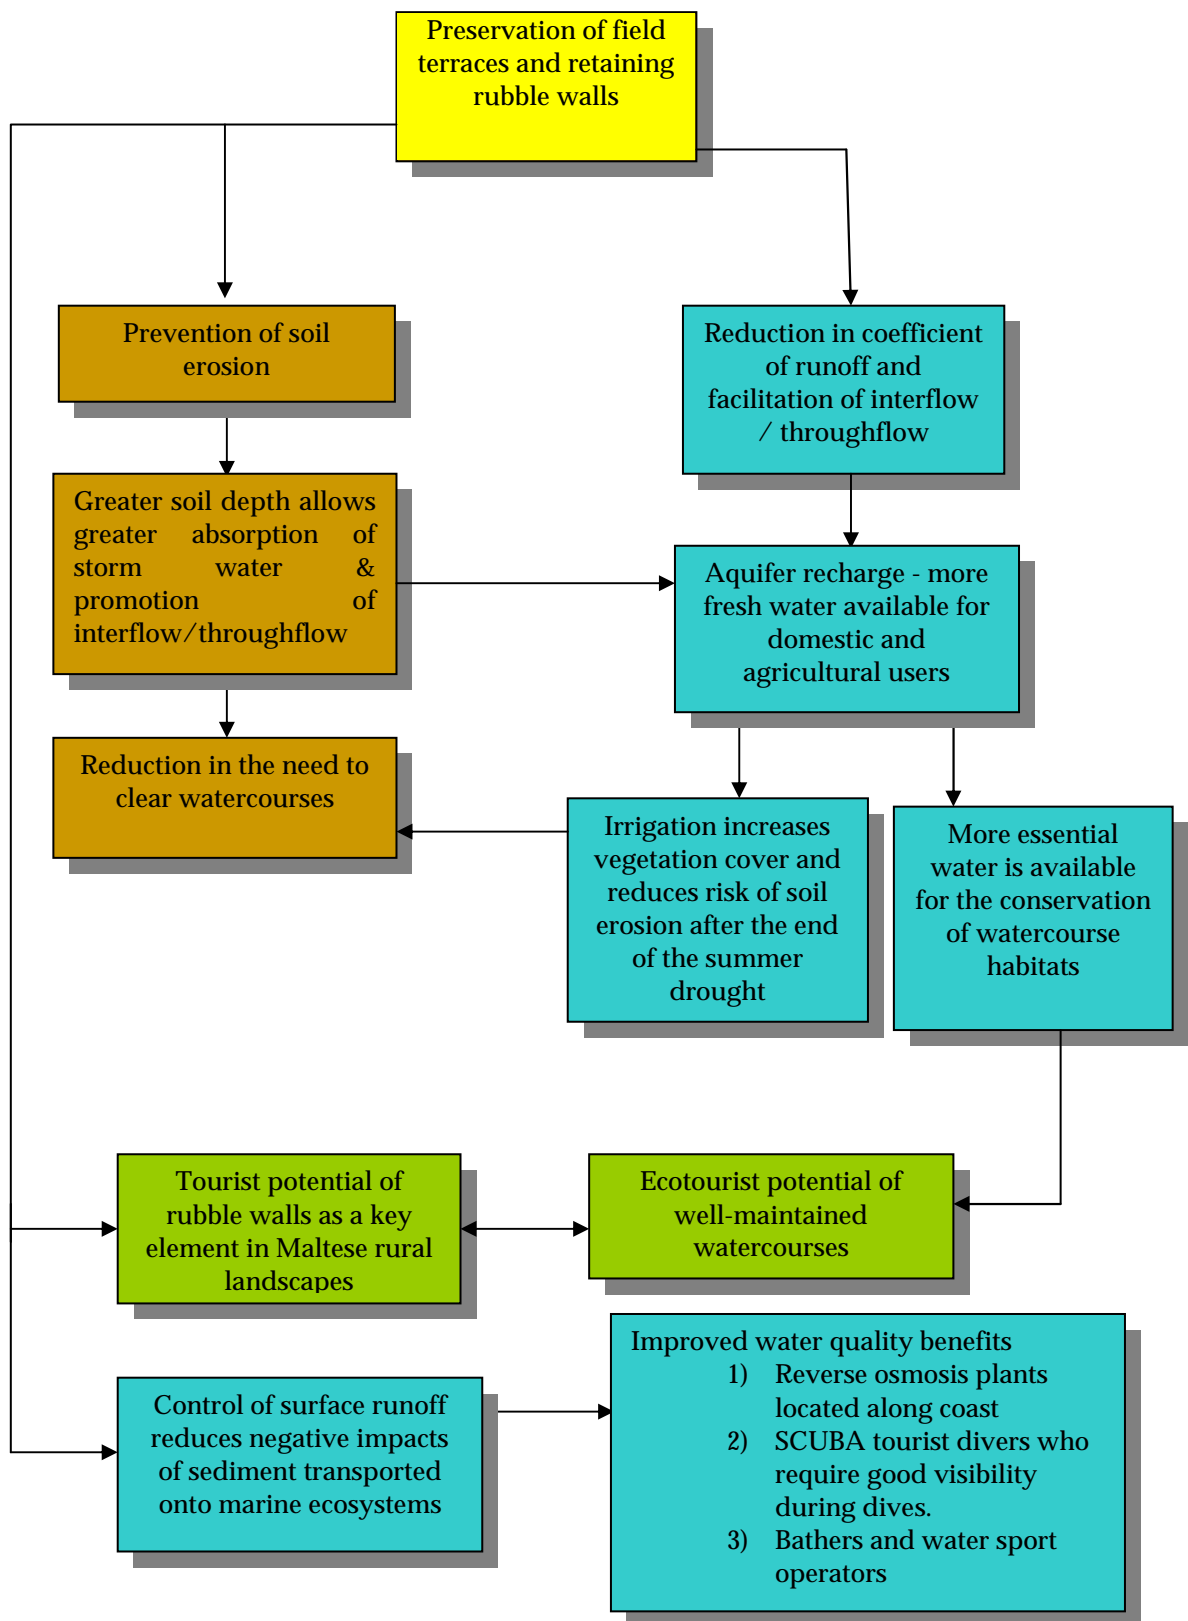 Preservation of field
terraces and retaining
rubble walls
Prevention of soil
erosion
Reduction in coefficient
of runoff and
facilitation of interflow
/ throughflow
Greater soil depth allows
greater absorption of
storm water &
promotion of
interflow/throughflow
Aquifer recharge - more
fresh water available for
domestic and
agricultural users
Reduction in the need to
clear watercourses
Irrigation increases
vegetation cover and
reduces risk of soil
erosion after the end
of the summer
drought
More essential
water is available
for the conservation
of watercourse
habitats
Tourist potential of
rubble walls as a key
element in Maltese rural
landscapes
Ecotourist potential of
well-maintained
watercourses
Control of surface runoff
reduces negative impacts
of sediment transported
onto marine ecosystems
Improved water quality benefits
1) Reverse osmosis plants
located along coast
2) SCUBA tourist divers who
require good visibility
during dives.
3) Bathers and water sport
operators